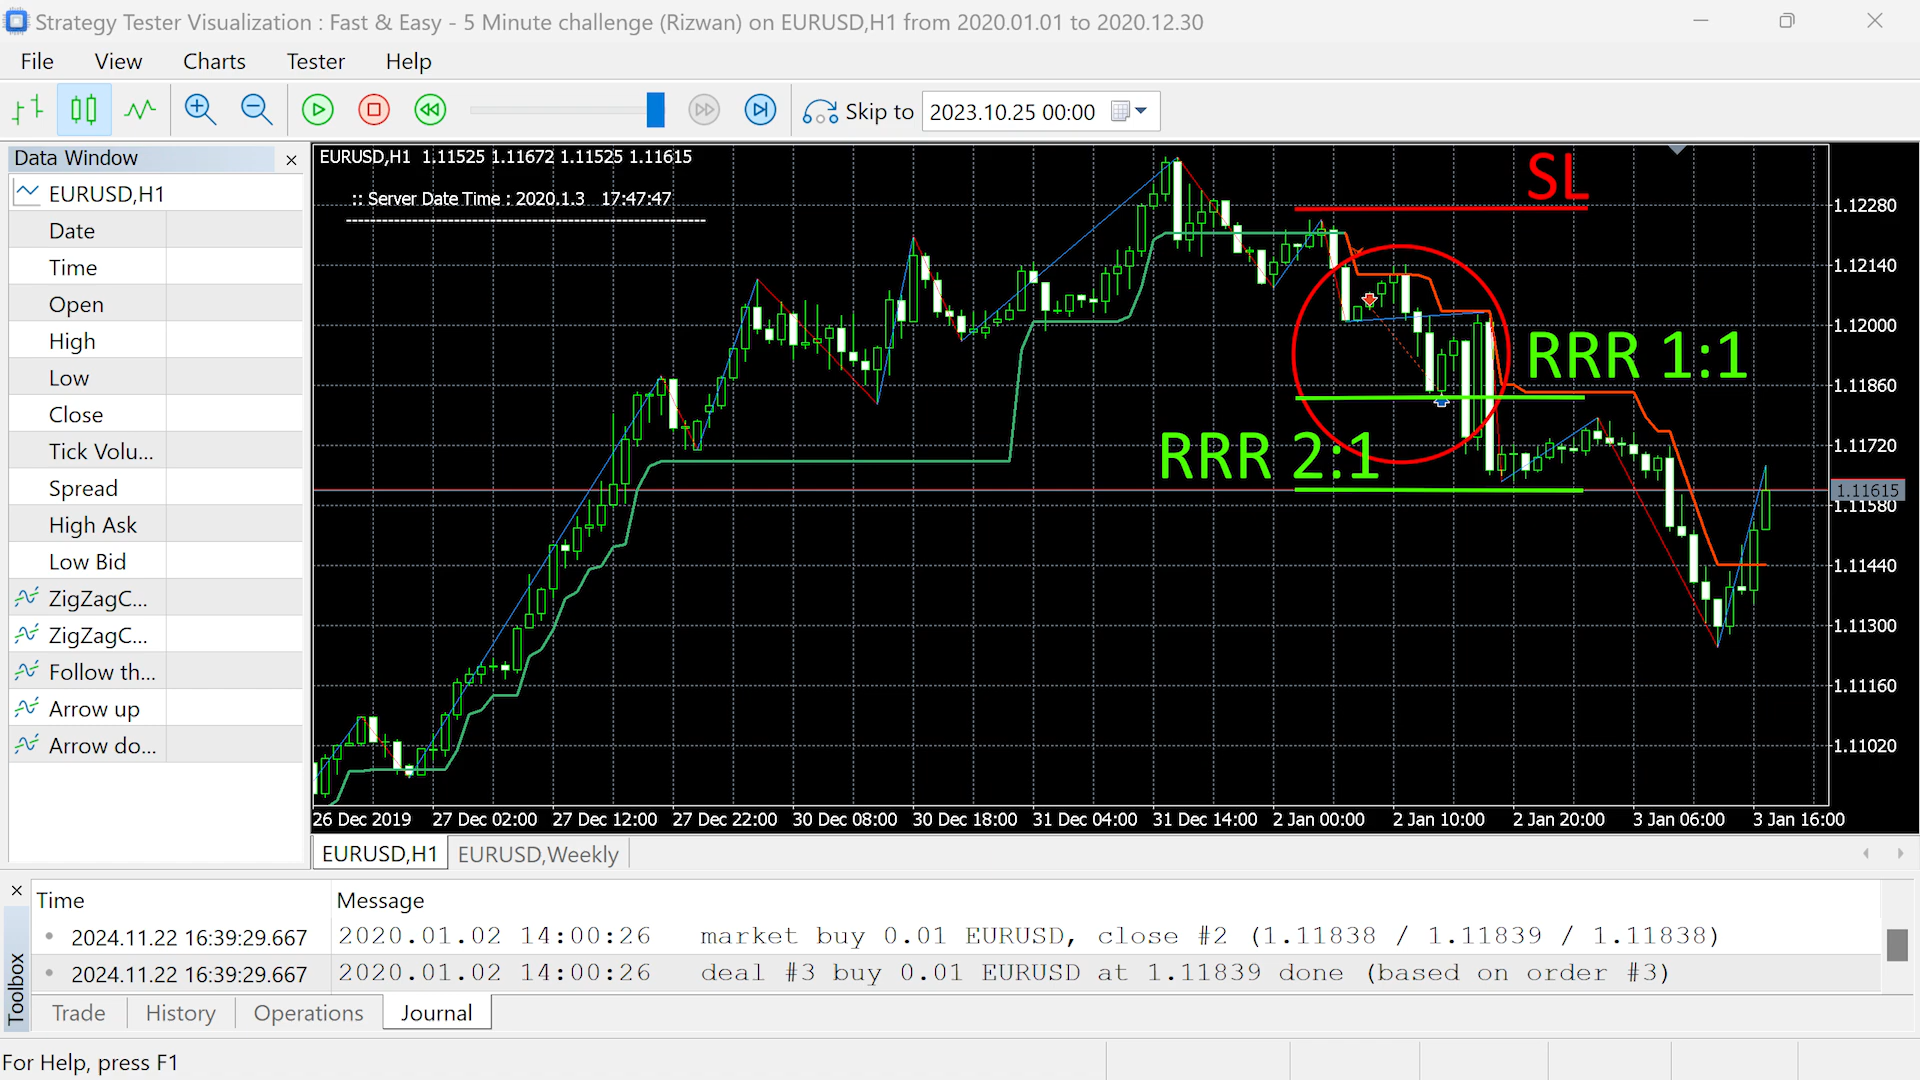 Strategy Tester Visualization : Fast & Easy - 5 Minute challenge (Rizwan) on EURUSD,H1 from 2020.01.01 to 2020.12.30
File View Charts Tester Help
Skip to 2023.10.25 00:00
Data Window
EURUSD,H1
Date
Time
Open
High
Low
Close
Tick Volu...
Spread
High Ask
Low Bid
ZigZagC...
ZigZagC...
Follow th...
Arrow up
Arrow do...
EURUSD,H1 1.11525 1.11672 1.11525 1.11615
:: Server Date Time : 2020.1.3 17:47:47
SL
RRR 1:1
RRR 2:1
1.12280
1.12140
1.12000
1.11860
1.11720
1.11615
1.11580
1.11440
1.11300
1.11160
1.11020
26 Dec 2019 27 Dec 02:00 27 Dec 12:00 27 Dec 22:00 30 Dec 08:00 30 Dec 18:00 31 Dec 04:00 31 Dec 14:00 2 Jan 00:00 2 Jan 10:00 2 Jan 20:00 3 Jan 06:00 3 Jan 16:00
EURUSD,H1 EURUSD,Weekly
Toolbox
Time Message
2024.11.22 16:39:29.667 2020.01.02 14:00:26 market buy 0.01 EURUSD, close #2 (1.11838 / 1.11839 / 1.11838)
2024.11.22 16:39:29.667 2020.01.02 14:00:26 deal #3 buy 0.01 EURUSD at 1.11839 done (based on order #3)
Trade History Operations Journal
For Help, press F1